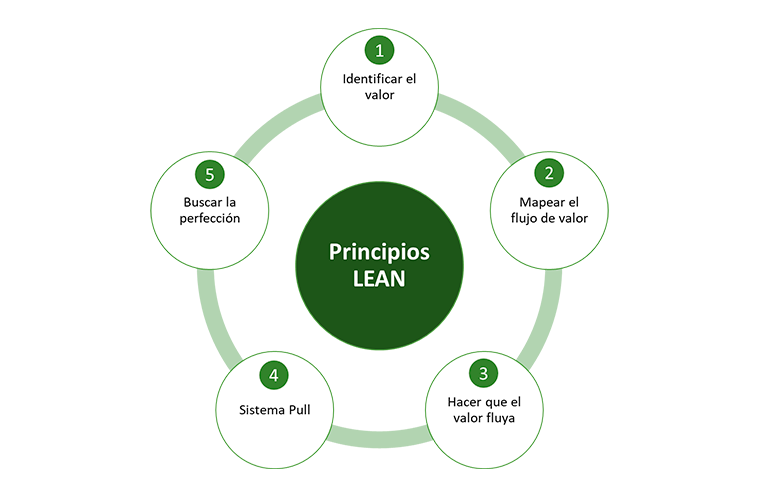 1
Identificar el
valor
2
Mapear el
flujo de valor
3
Hacer que el
valor fluya
4
Sistema Pull
5
Buscar la
perfección
Principios
LEAN